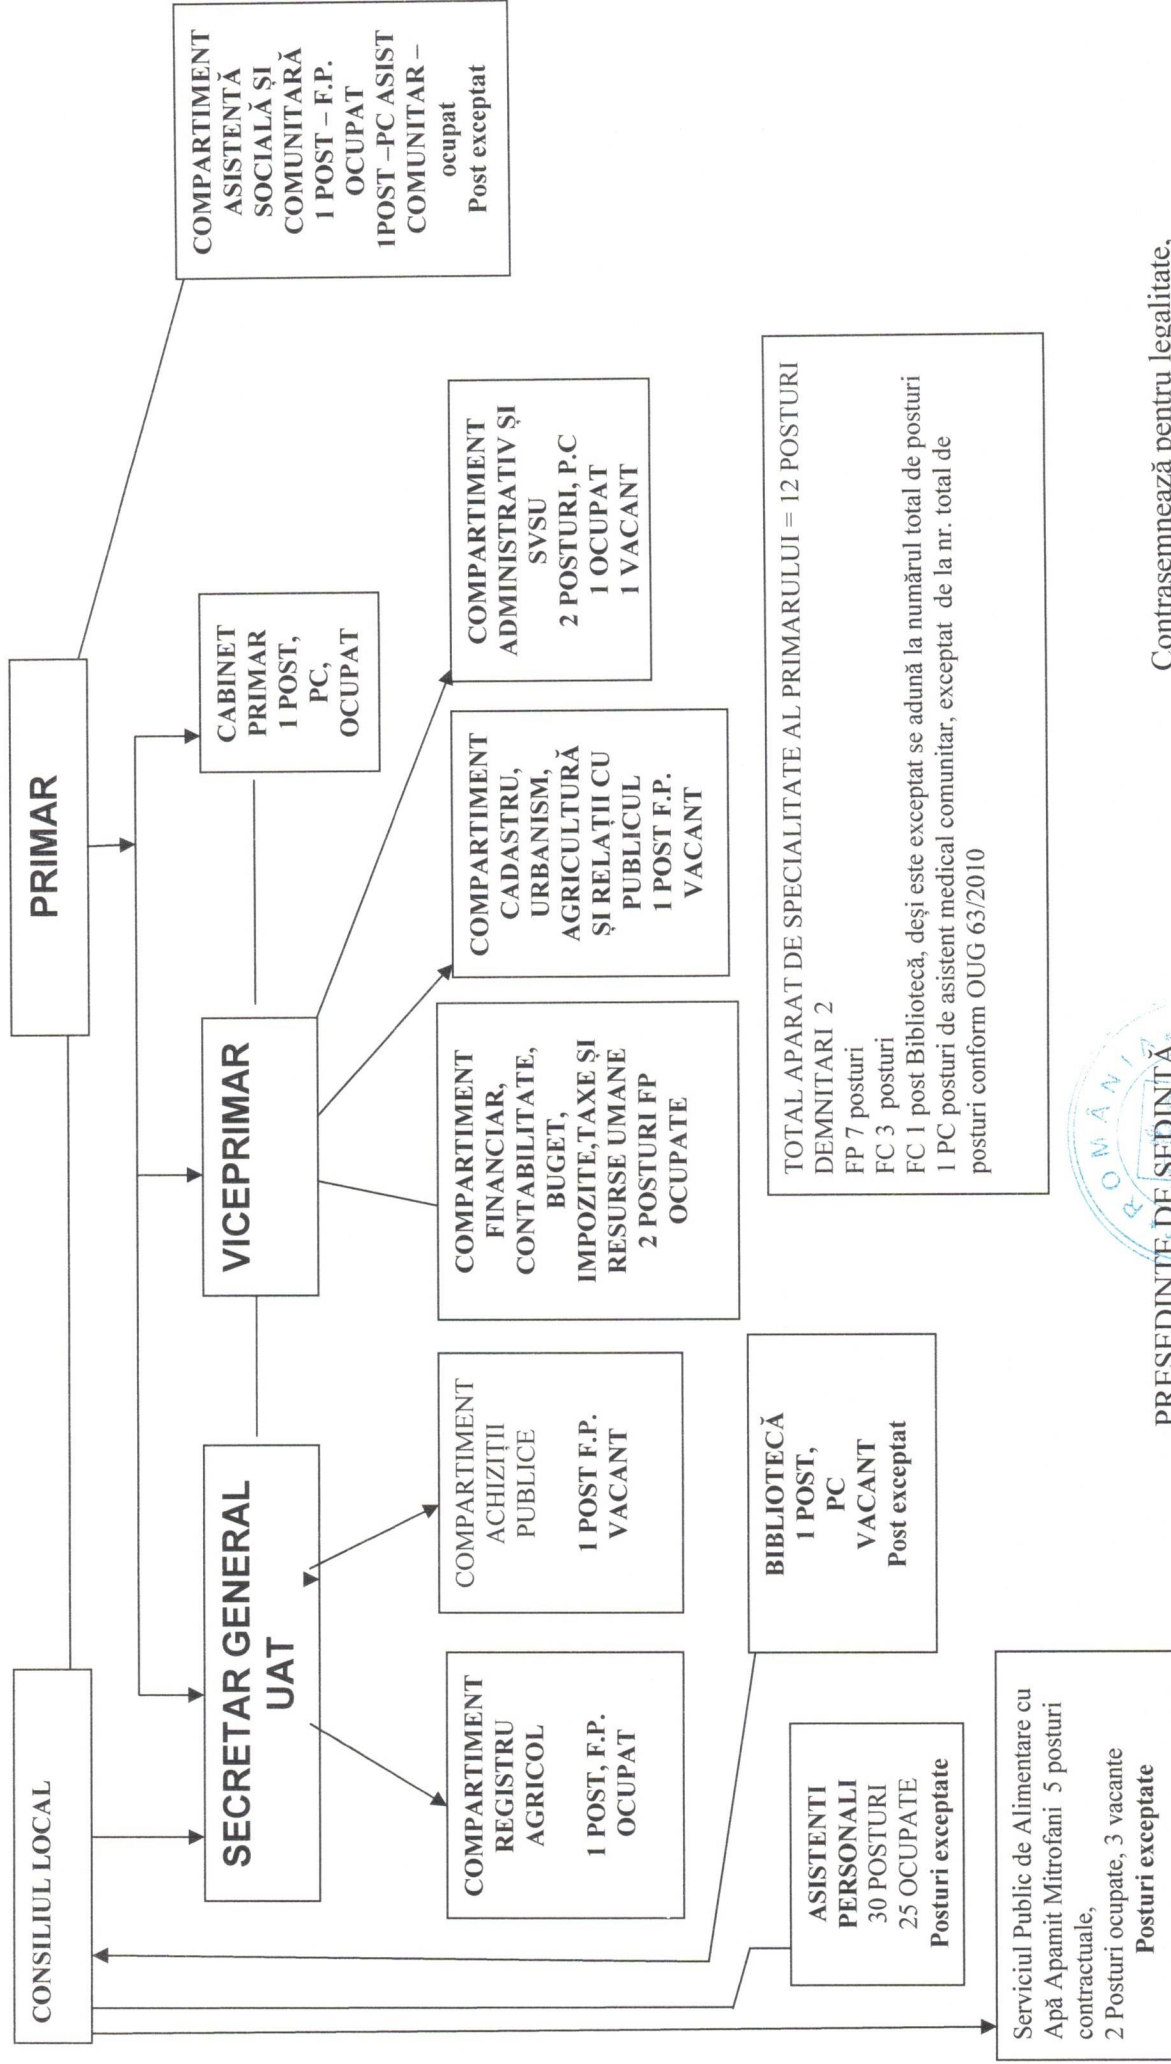 CONSILIUL LOCAL
PRIMAR
SECRETAR GENERAL
UAT
VICEPRIMAR
CABINET
PRIMAR
1 POST,
PC,
OCUPAT
COMPARTIMENT
ASISTENTĂ
SOCIALĂ ȘI
COMUNITARĂ
1 POST – F.P.
OCUPAT
1POST –PC ASIST
COMUNITAR –
ocupat
Post exceptat
COMPARTIMENT
REGISTRU
AGRICOL
1 POST, F.P.
OCUPAT
COMPARTIMENT
ACHIZIȚII
PUBLICE
1 POST F.P.
VACANT
COMPARTIMENT
FINANCIAR,
CONTABILITATE,
BUGET,
IMPOZITE,TAXE ȘI
RESURSE UMANE
2 POSTURI FP
OCUPATE
COMPARTIMENT
CADASTRU,
URBANISM,
AGRICULTURĂ
ȘI RELAȚII CU
PUBLICUL
1 POST F.P.
VACANT
COMPARTIMENT
ADMINISTRATIV ȘI
SVSU
2 POSTURI, P.C
1 OCUPAT
1 VACANT
BIBLIOTECĂ
1 POST,
PC
VACANT
Post exceptat
ASISTENTI
PERSONALI
30 POSTURI
25 OCUPATE
Posturi exceptate
TOTAL APARAT DE SPECIALITATE AL PRIMARULUI = 12 POSTURI
DEMNITARI 2
FP 7 posturi
FC 3 posturi
FC 1 post Bibliotecă, deși este exceptat se adună la numărul total de posturi
1 PC posturi de asistent medical comunitar, exceptat de la nr. total de
posturi conform OUG 63/2010
Serviciul Public de Alimentare cu
Apă Apamit Mitrofani 5 posturi
contractuale,
2 Posturi ocupate, 3 vacante
Posturi exceptate
ROMÂNIA
PREȘEDINTE DE ȘEDINȚĂ
Contrasemnează pentru legalitate,